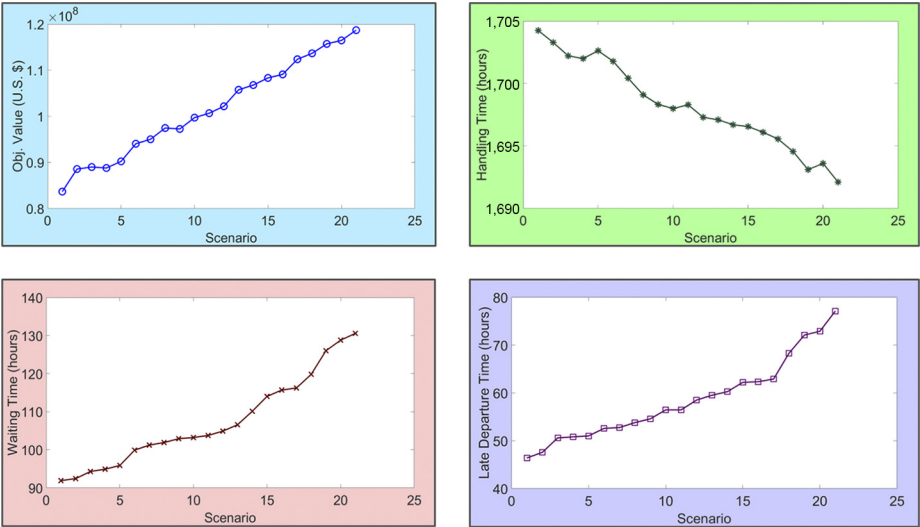 ×10⁸
Obj. Value (U.S. $)
1.2
1.1
1
0.9
0.8
0 5 10 15 20 25
Scenario
Handling Time (hours)
1,705
1,700
1,695
1,690
0 5 10 15 20 25
Scenario
Waiting Time (hours)
140
130
120
110
100
90
0 5 10 15 20 25
Scenario
Late Departure Time (hours)
80
70
60
50
40
0 5 10 15 20 25
Scenario